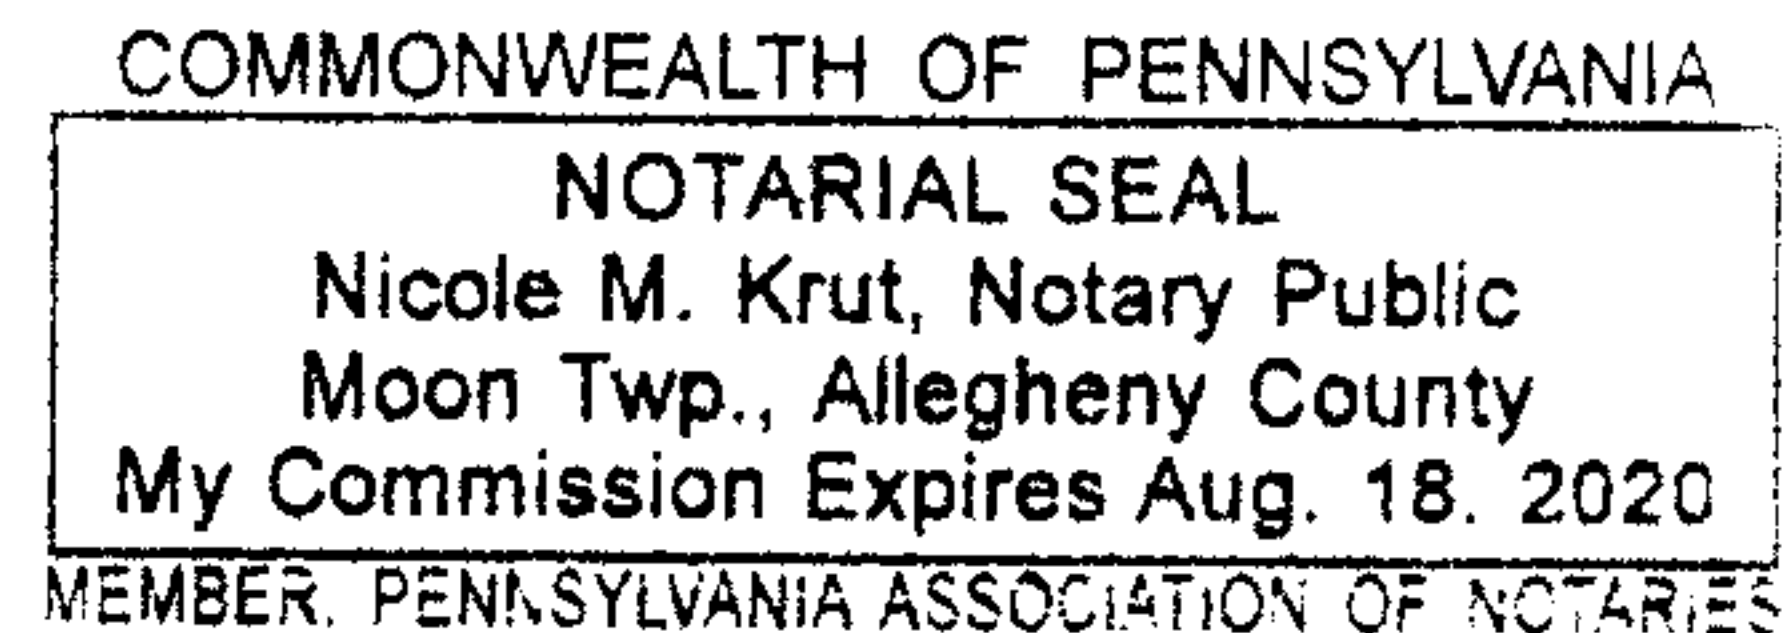 COMMONWEALTH OF PENNSYLVANIA
NOTARIAL SEAL
Nicole M. Krut, Notary Public
Moon Twp., Allegheny County
My Commission Expires Aug. 18. 2020
MEMBER. PENNSYLVANIA ASSOCIATION OF NOTARIES